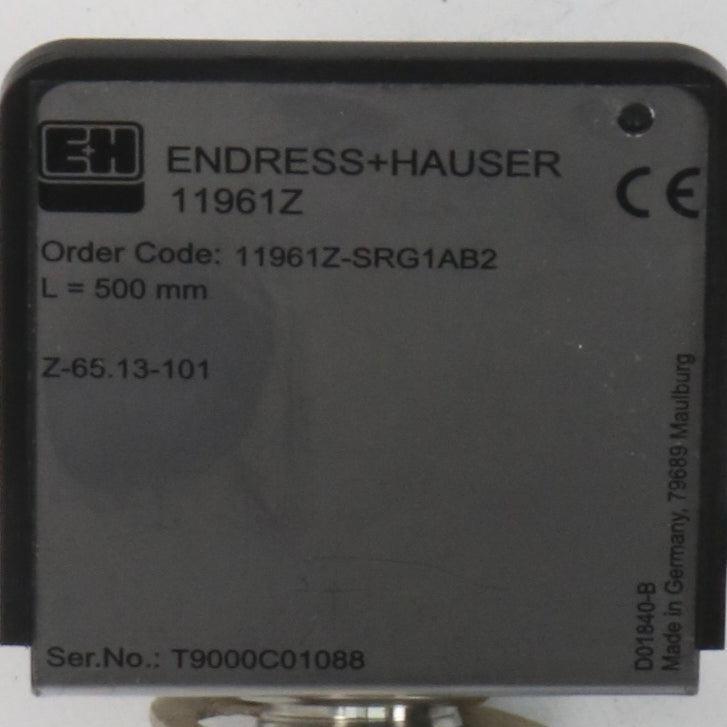 E+H ENDRESS+HAUSER
11961Z
CE
Order Code: 11961Z-SRG1AB2
L = 500 mm
Z-65.13-101
Ser.No.: T9000C01088
D01840-B
Made in Germany, 79689 Maulburg